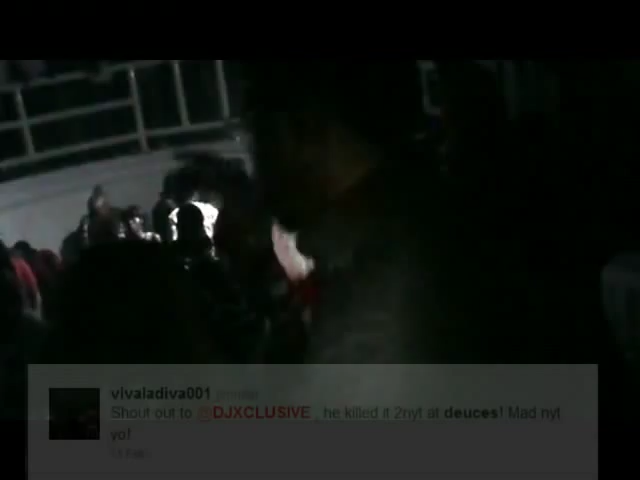 vivaladiva001
Shout out to @DJXCLUSIVE , he killed it 2nyt at deuces! Mad nyt
yo!